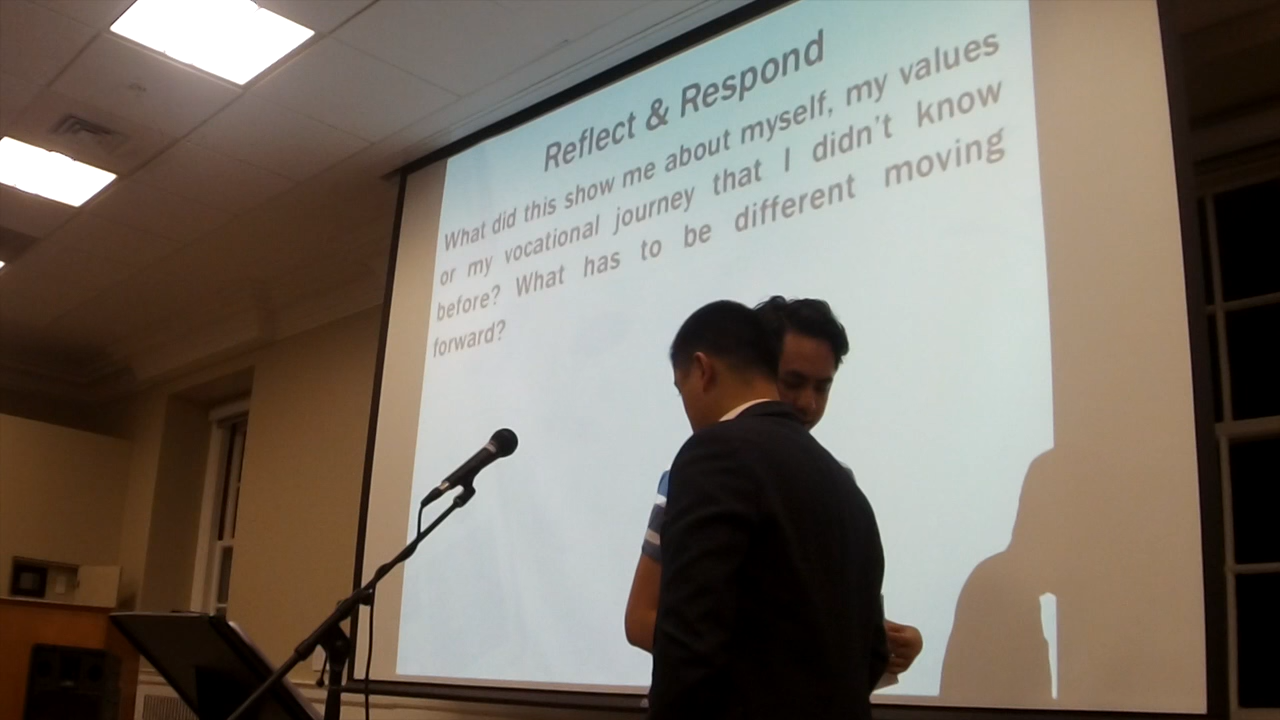 Reflect & Respond
What did this show me about myself, my values
or my vocational journey that I didn't know
before? What has to be different moving
forward?